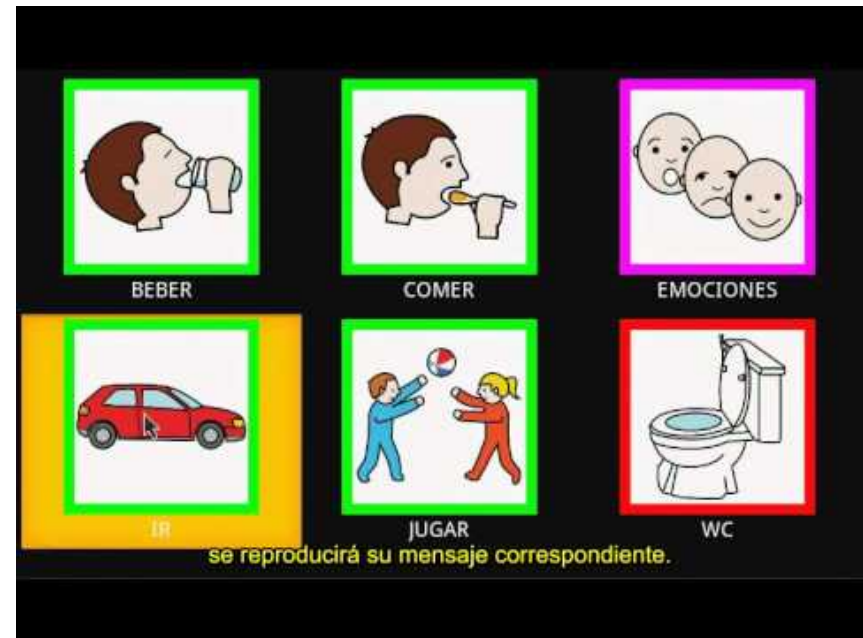 BEBER
COMER
EMOCIONES
IR
JUGAR
WC
se reproducirá su mensaje correspondiente.